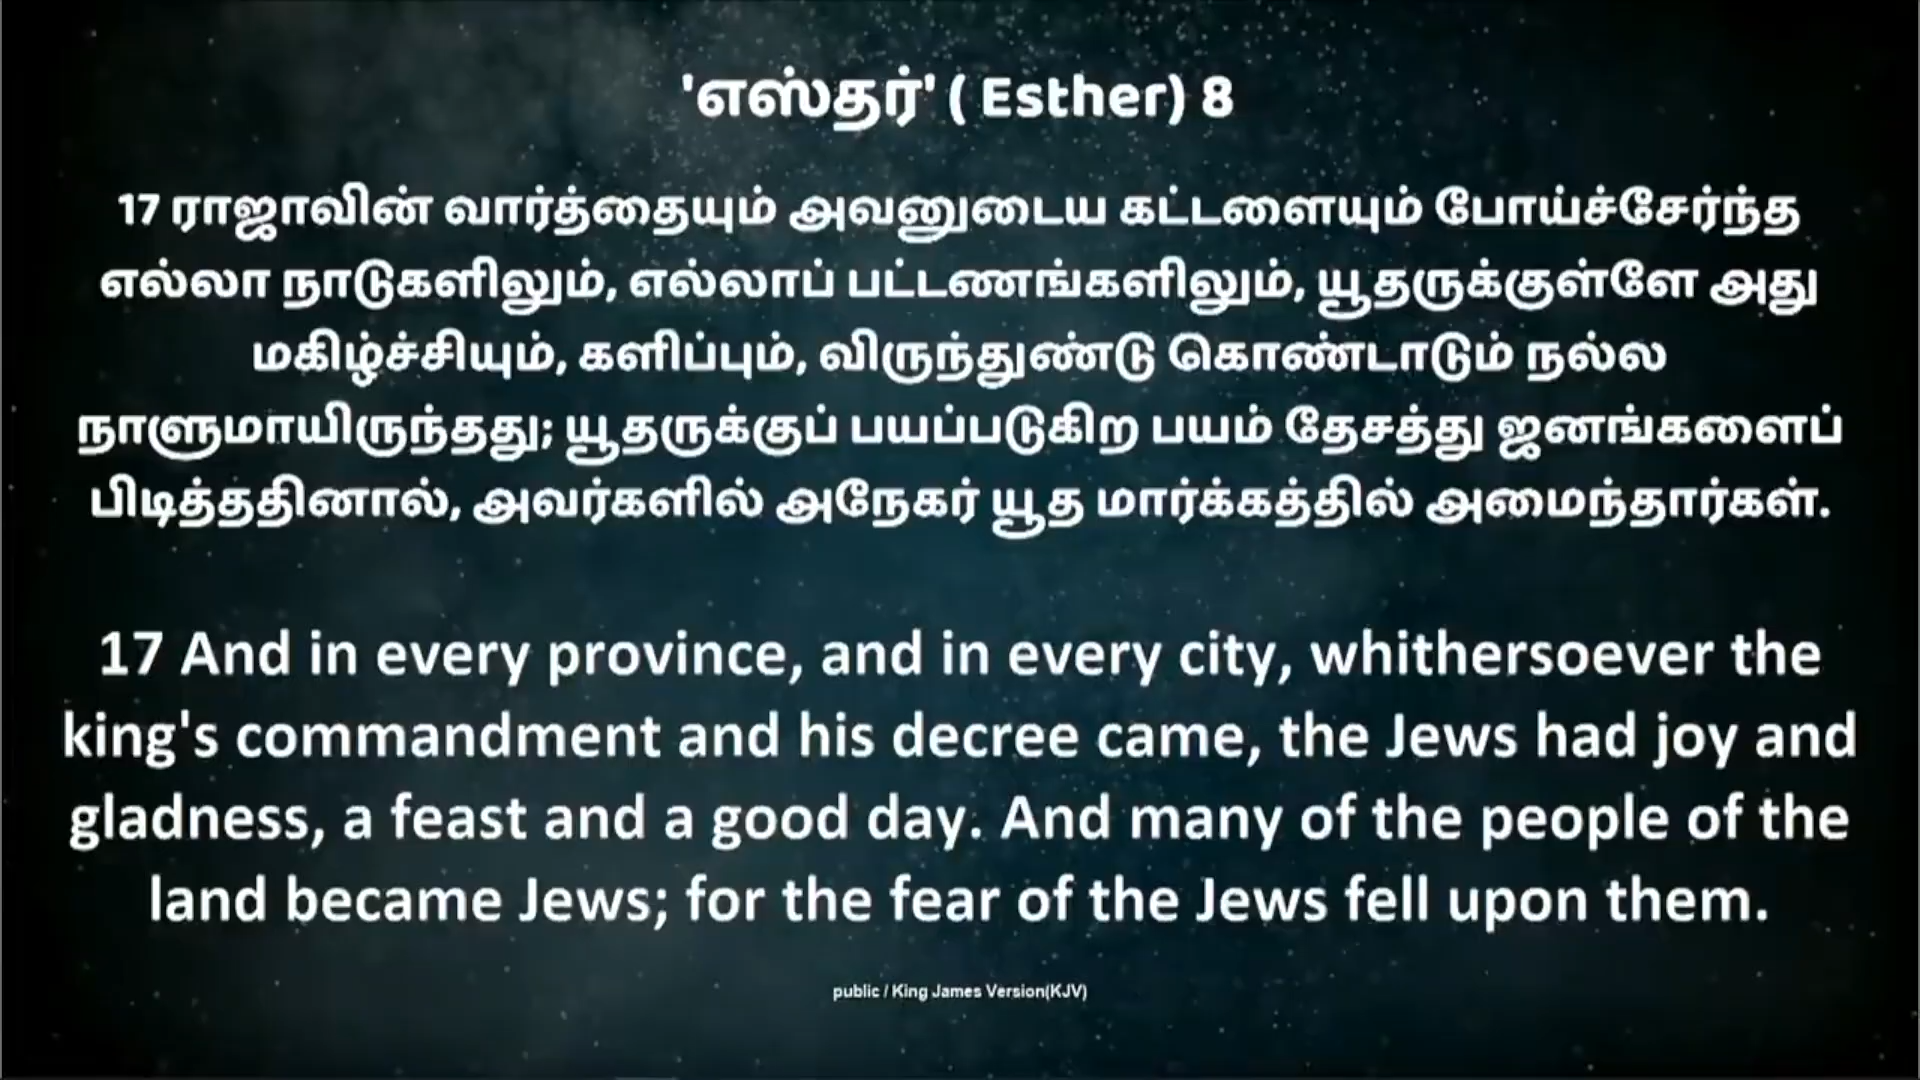 'எஸ்தர்' ( Esther) 8
17 ராஜாவின் வார்த்தையும் அவனுடைய கட்டளையும் போய்ச்சேர்ந்த
எல்லா நாடுகளிலும், எல்லாப் பட்டணங்களிலும், யூதருக்குள்ளே அது
மகிழ்ச்சியும், களிப்பும், விருந்துண்டு கொண்டாடும் நல்ல
நாளுமாயிருந்தது; யூதருக்குப் பயப்படுகிற பயம் தேசத்து ஜனங்களைப்
பிடித்ததினால், அவர்களில் அநேகர் யூத மார்க்கத்தில் அமைந்தார்கள்.
17 And in every province, and in every city, whithersoever the
king's commandment and his decree came, the Jews had joy and
gladness, a feast and a good day. And many of the people of the
land became Jews; for the fear of the Jews fell upon them.
public / King James Version(KJV)